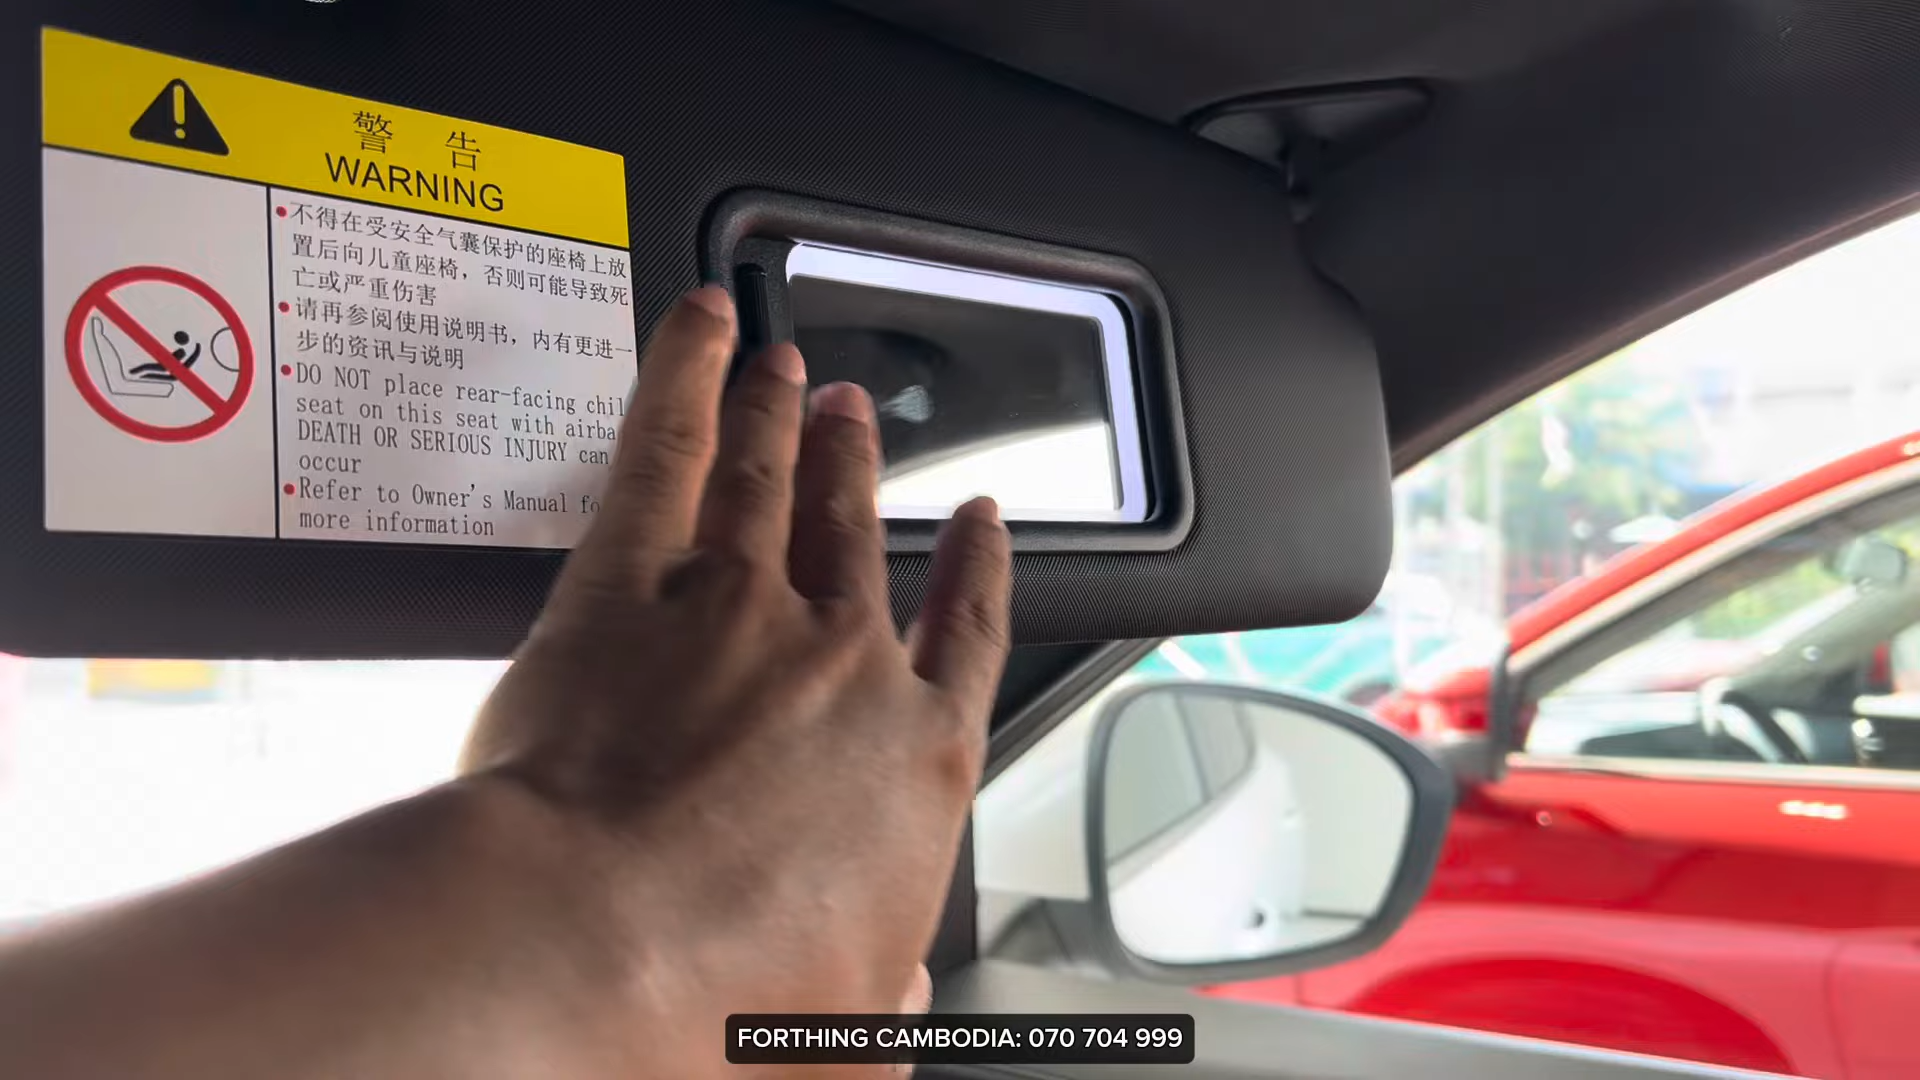 警 告
WARNING
•不得在受安全气囊保护的座椅上放
置后向儿童座椅，否则可能导致死
亡或严重伤害
•请再参阅使用说明书，内有更进一
步的资讯与说明
•DO NOT place rear-facing chil
seat on this seat with airba
DEATH OR SERIOUS INJURY can
occur
•Refer to Owner's Manual fo
more information
FORTHING CAMBODIA: 070 704 999